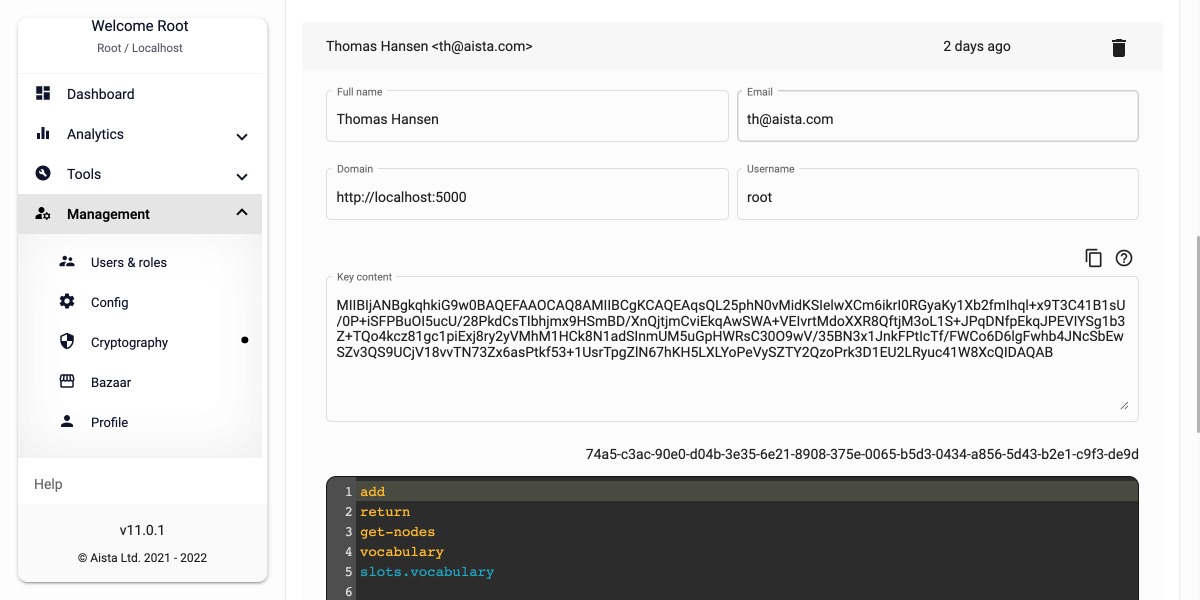 Welcome Root
Root / Localhost
Dashboard
Analytics
Tools
Management
Users & roles
Config
Cryptography
Bazaar
Profile
Help
v11.0.1
© Aista Ltd. 2021 - 2022
Thomas Hansen <th@aista.com>
2 days ago
Full name
Thomas Hansen
Email
th@aista.com
Domain
http://localhost:5000
Username
root
Key content
MIIBIjANBgkqhkiG9w0BAQEFAAOCAQ8AMIIBCgKCAQEAqsQL25phN0vMidKSIelwXCm6ikrI0RGyaKy1Xb2fmIhql+x9T3C41B1sU
/0P+iSFPBuOI5ucU/28PkdCsTIbhjmx9HSmBD/XnQjtjmCviEkqAwSWA+VEIvrtMdoXXR8QftjM3oL1S+JPqDNfpEkqJPEVIYSg1b3
Z+TQo4kcz81gc1piExj8ry2yVMhM1HCk8N1adSInmUM5uGpHWRsC30O9wV/35BN3x1JnkFPtIcTf/FWCo6D6IgFwhb4JNcSbEw
SZv3QS9UCjV18vvTN73Zx6asPtkf53+1UsrTpgZlN67hKH5LXLYoPeVySZTY2QzoPrk3D1EU2LRyuc41W8XcQIDAQAB
74a5-c3ac-90e0-d04b-3e35-6e21-8908-375e-0065-b5d3-0434-a856-5d43-b2e1-c9f3-de9d
1 add
2 return
3 get-nodes
4 vocabulary
5 slots.vocabulary
6